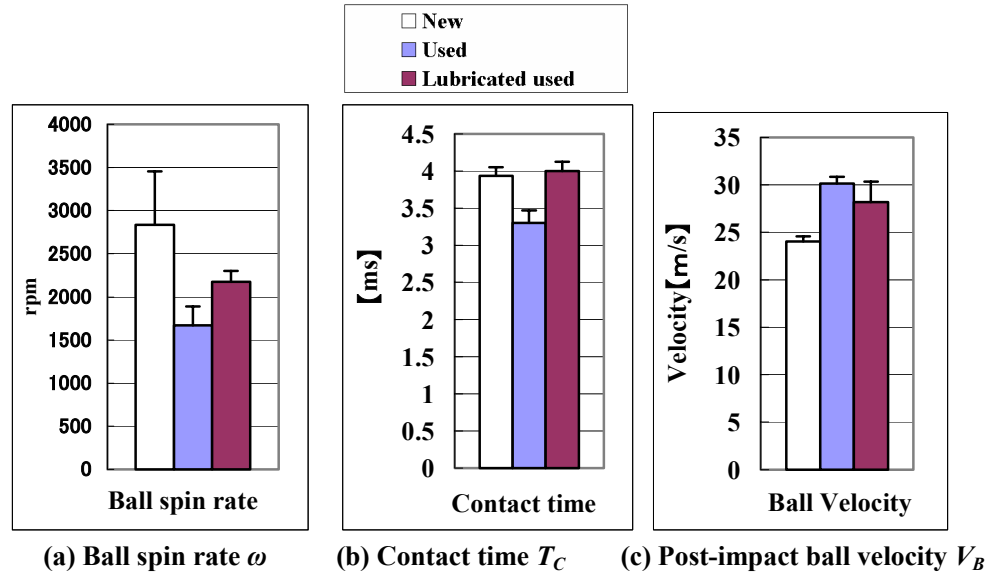 New
Used
Lubricated used
4000
3500
3000
2500
2000
1500
1000
500
0
rpm
Ball spin rate
4.5
4
3.5
3
2.5
2
1.5
1
0.5
0
【ms】
Contact time
35
30
25
20
15
10
5
0
Velocity【m/s】
Ball Velocity
(a) Ball spin rate ω
(b) Contact time T_C
(c) Post-impact ball velocity V_B